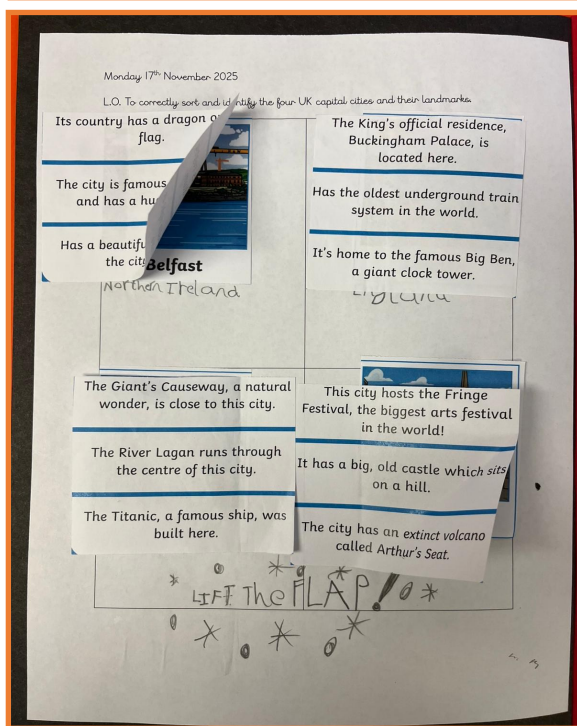 Monday 17th November 2025
L.O. To correctly sort and identify the four UK capital cities and their landmarks.
Its country has a dragon
flag.
The city is famous
and has a
Has a
the
Belfast
Northan Ireland
The King's official residence,
Buckingham Palace, is
located here.
Has the oldest underground train
system in the world.
It's home to the famous Big Ben,
a giant clock tower.
The Giant's Causeway, a natural
wonder, is close to this city.
The River Lagan runs through
the centre of this city.
The Titanic, a famous ship, was
built here.
This city hosts the Fringe
Festival, the biggest arts festival
in the world!
It has a big, old castle which sits
on a hill.
The city has an extinct volcano
called Arthur's Seat.
LIFT The FLAP!